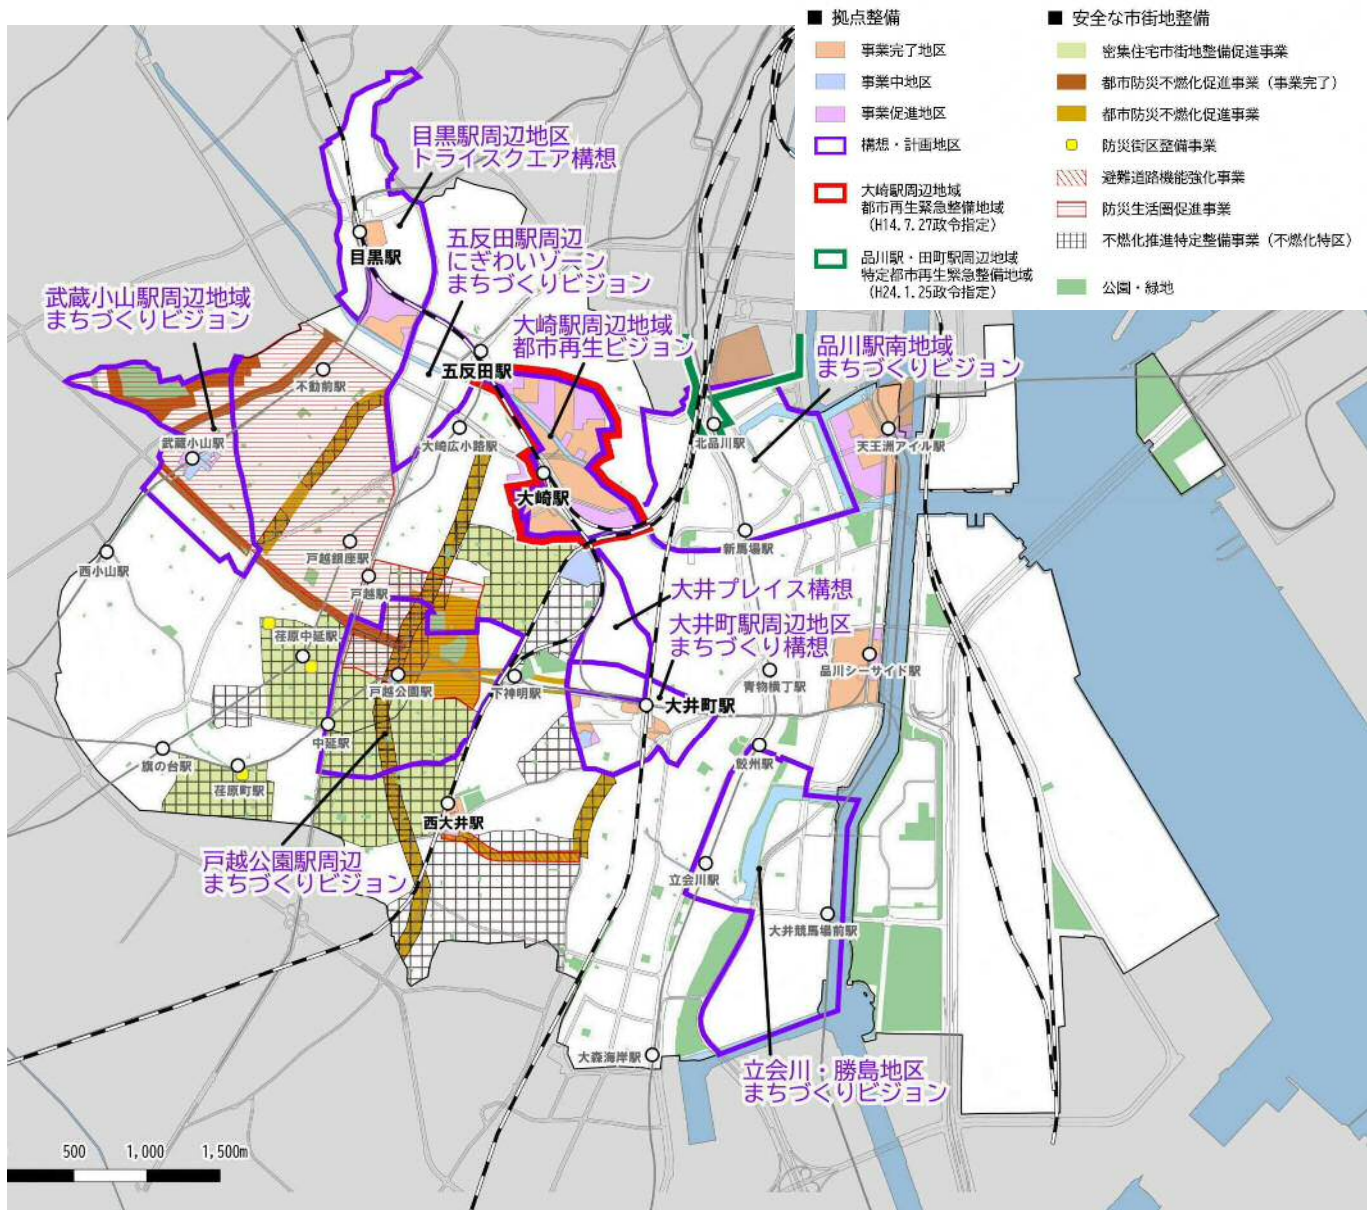 ■ 拠点整備
事業完了地区
事業中地区
事業促進地区
構想・計画地区
大崎駅周辺地域
都市再生緊急整備地域
（H14.7.27政令指定）
品川駅・田町駅周辺地域
特定都市再生緊急整備地域
（H24.1.25政令指定）
■ 安全な市街地整備
密集住宅市街地整備促進事業
都市防災不燃化促進事業（事業完了）
都市防災不燃化促進事業
防災街区整備事業
避難道路機能強化事業
防災生活圏促進事業
不燃化推進特定整備事業（不燃化特区）
公園・緑地
目黒駅周辺地区
トライスクエア構想
目黒駅
五反田駅周辺
にぎわいゾーン
まちづくりビジョン
武蔵小山駅周辺地域
まちづくりビジョン
大崎駅周辺地域
都市再生ビジョン
品川駅南地域
まちづくりビジョン
五反田駅
不動前駅
大崎広小路駅
北品川駅
天王洲アイル駅
武蔵小山駅
大崎駅
新馬場駅
戸越銀座駅
西小山駅
戸越駅
大井プレイス構想
大井町駅周辺地区
まちづくり構想
荏原中延駅
戸越公園駅
下神明駅
青物横丁駅
品川シーサイド駅
大井町駅
中延駅
旗の台駅
荏原町駅
鮫洲駅
西大井駅
戸越公園駅周辺
まちづくりビジョン
立会川駅
大井競馬場前駅
大森海岸駅
立会川・勝島地区
まちづくりビジョン
500 1,000 1,500m